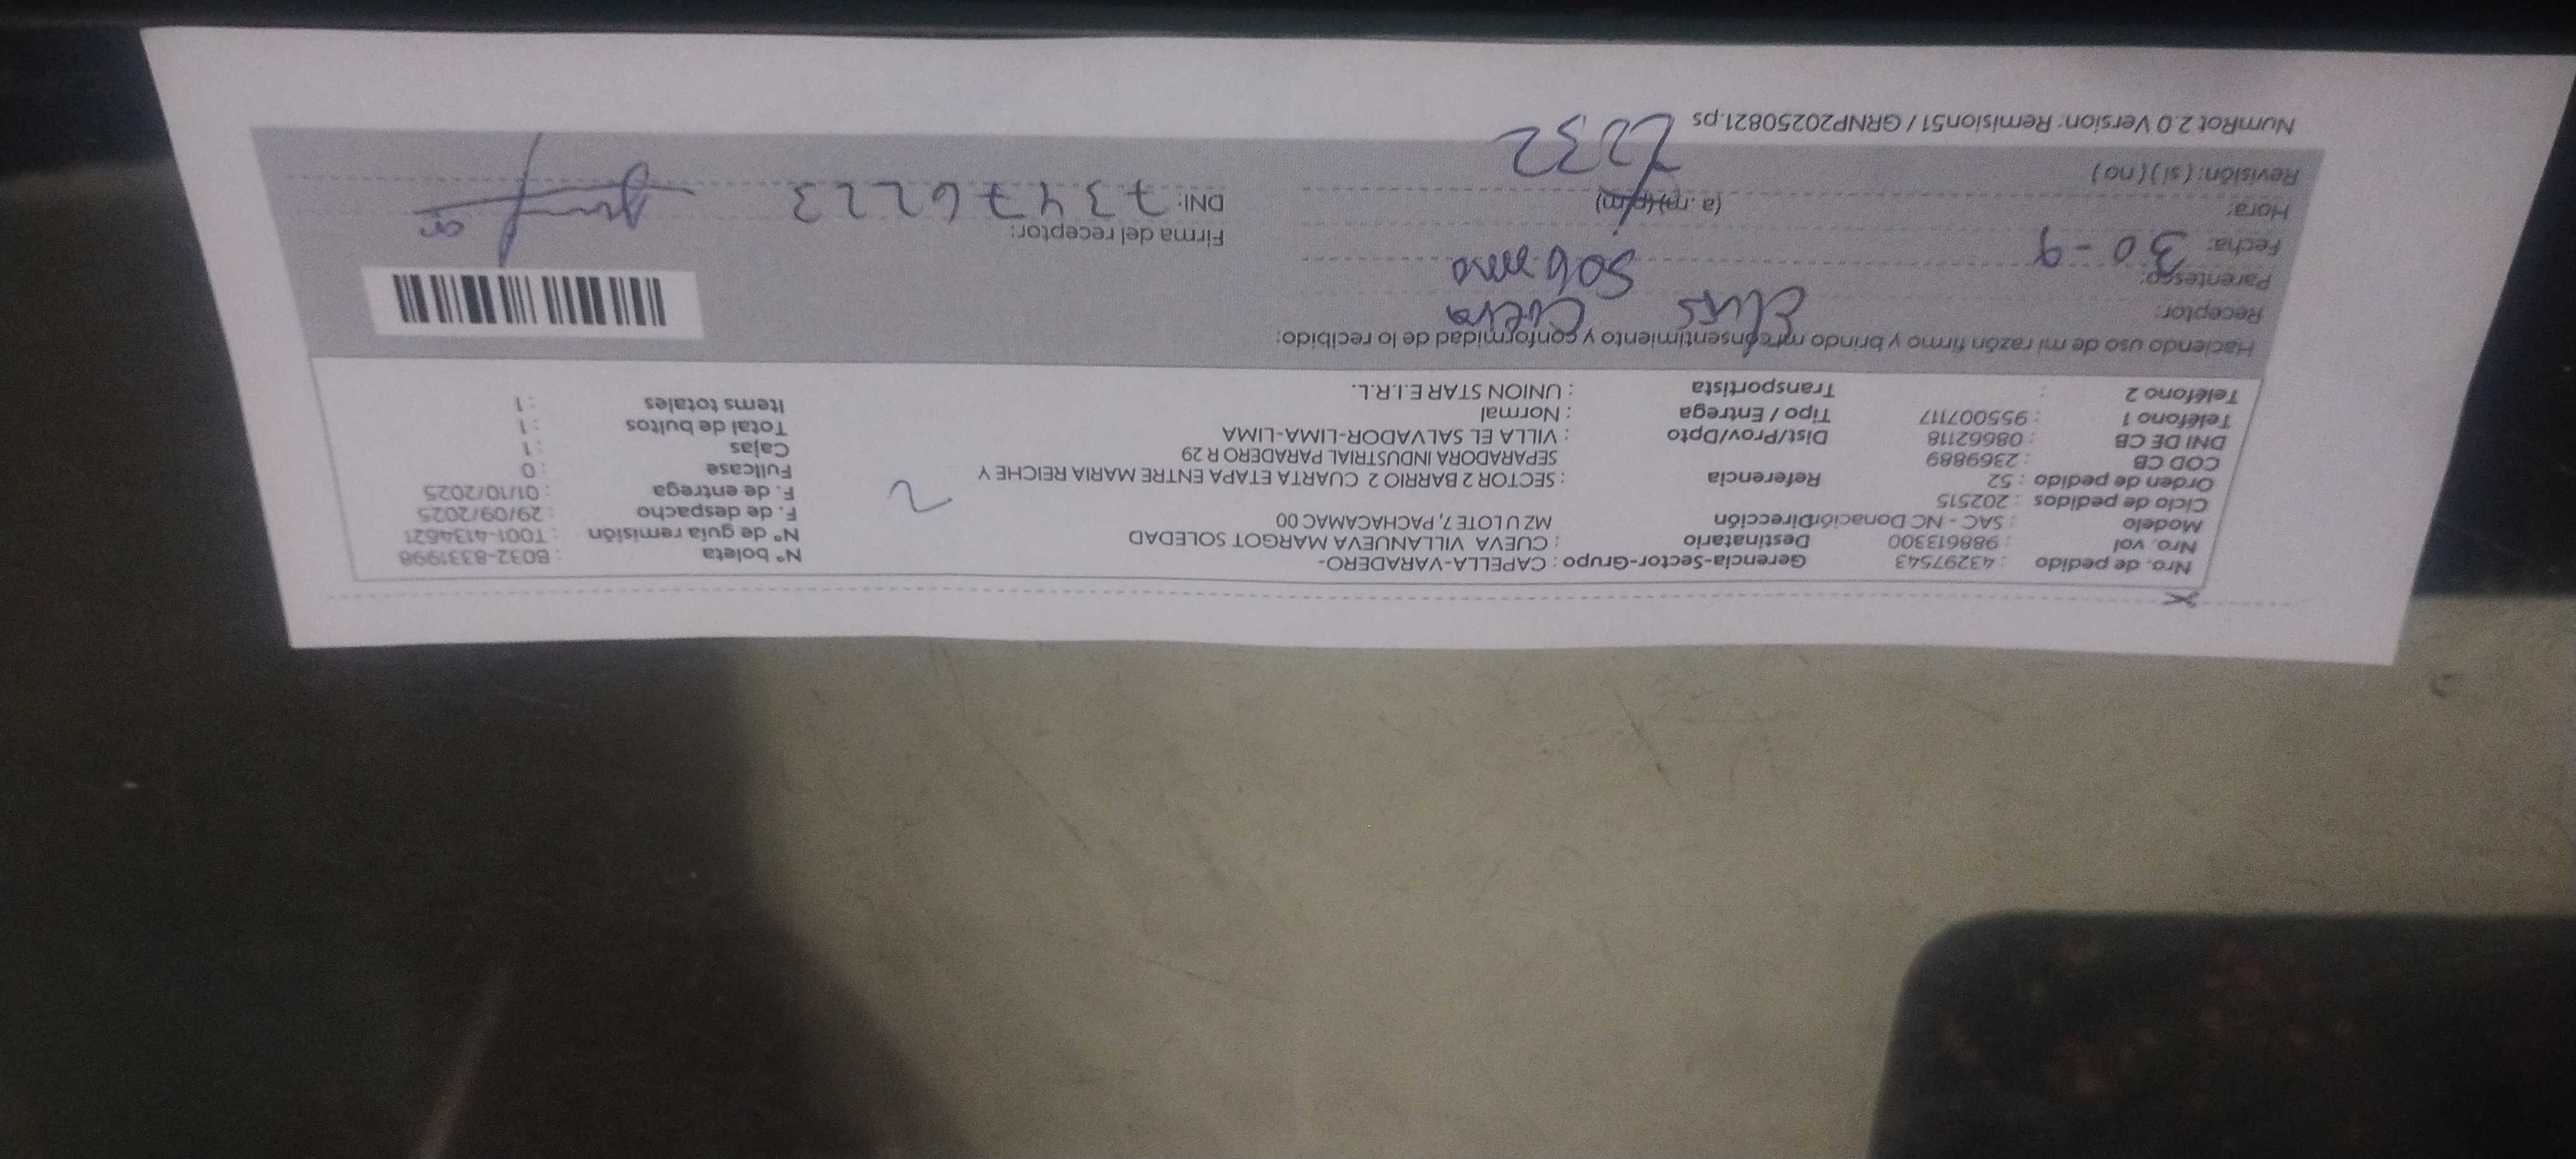 Nro. de pedido : 43297543 Gerencia-Sector-Grupo : CAPELLA-VARADERO- N° boleta : B032-8331998
Nro. vol : 988613300 Destinatario : CUEVA VILLANUEVA MARGOT SOLEDAD N° de guía remisión : T001-4134621
Modelo : SAC - NC Donación Dirección MZ U LOTE 7, PACHACAMAC 00 F. de despacho : 29/09/2025
Ciclo de pedidos : 202515 F. de entrega : 01/10/2025
Orden de pedido : 52 Referencia : SECTOR 2 BARRIO 2 CUARTA ETAPA ENTRE MARIA REICHE Y Fullcase : 0
COD CB : 2369889 SEPARADORA INDUSTRIAL PARADERO R 29 Cajas : 1
DNI DE CB : 08662118 Dist/Prov/Dpto : VILLA EL SALVADOR-LIMA-LIMA Total de bultos : 1
Teléfono 1 : 955007117 Tipo / Entrega : Normal Items totales : 1
Teléfono 2 : Transportista : UNION STAR E.I.R.L.
Haciendo uso de mi razón firmo y brindo mi consentimiento y conformidad de lo recibido:
Receptor: Cueva
Parentesco: Sobrino
Fecha: 30-9 Firma del receptor:
Hora: (a.m) (p.m) DNI: 73476223
Revisión: (si) (no)
NumRot 2.0 Version: Remision51 / GRNP20250821.ps